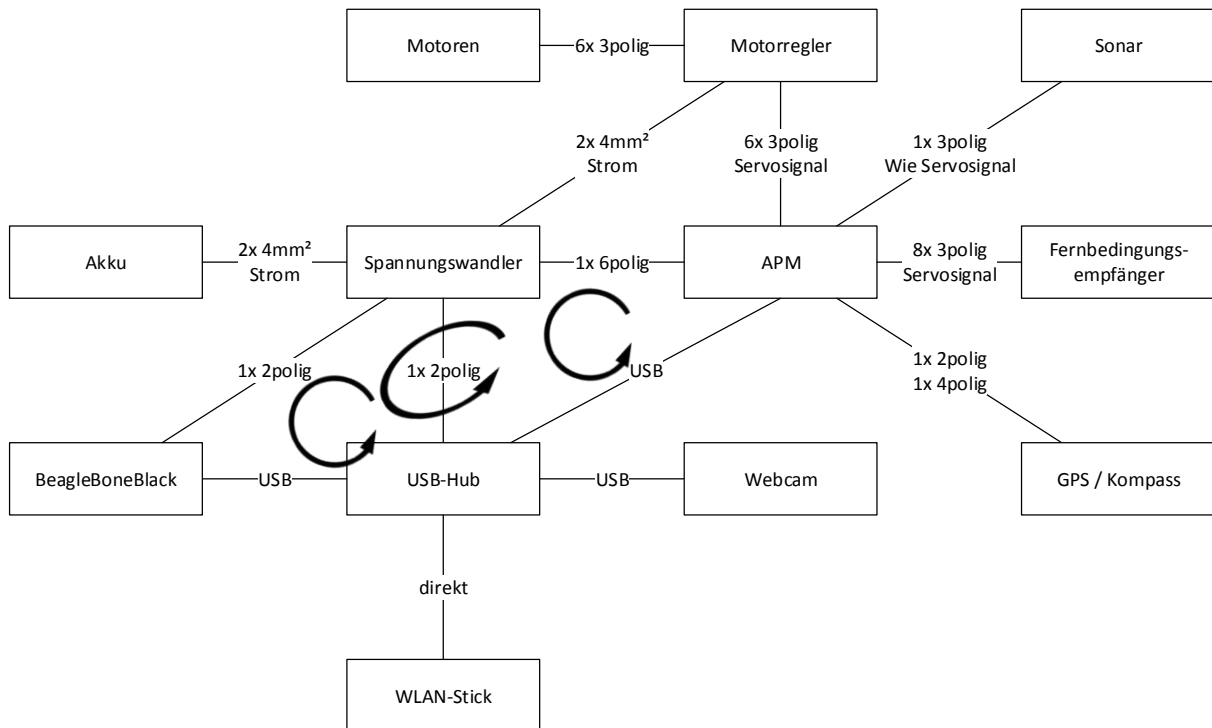 Motoren
6x 3polig
Motorregler
Sonar
2x 4mm²
Strom
6x 3polig
Servosignal
1x 3polig
Wie Servosignal
Akku
2x 4mm²
Strom
Spannungswandler
1x 6polig
APM
8x 3polig
Servosignal
Fernbedingungs-
empfänger
1x 2polig
1x 2polig
USB
1x 2polig
1x 4polig
BeagleBoneBlack
USB
USB-Hub
USB
Webcam
GPS / Kompass
direkt
WLAN-Stick